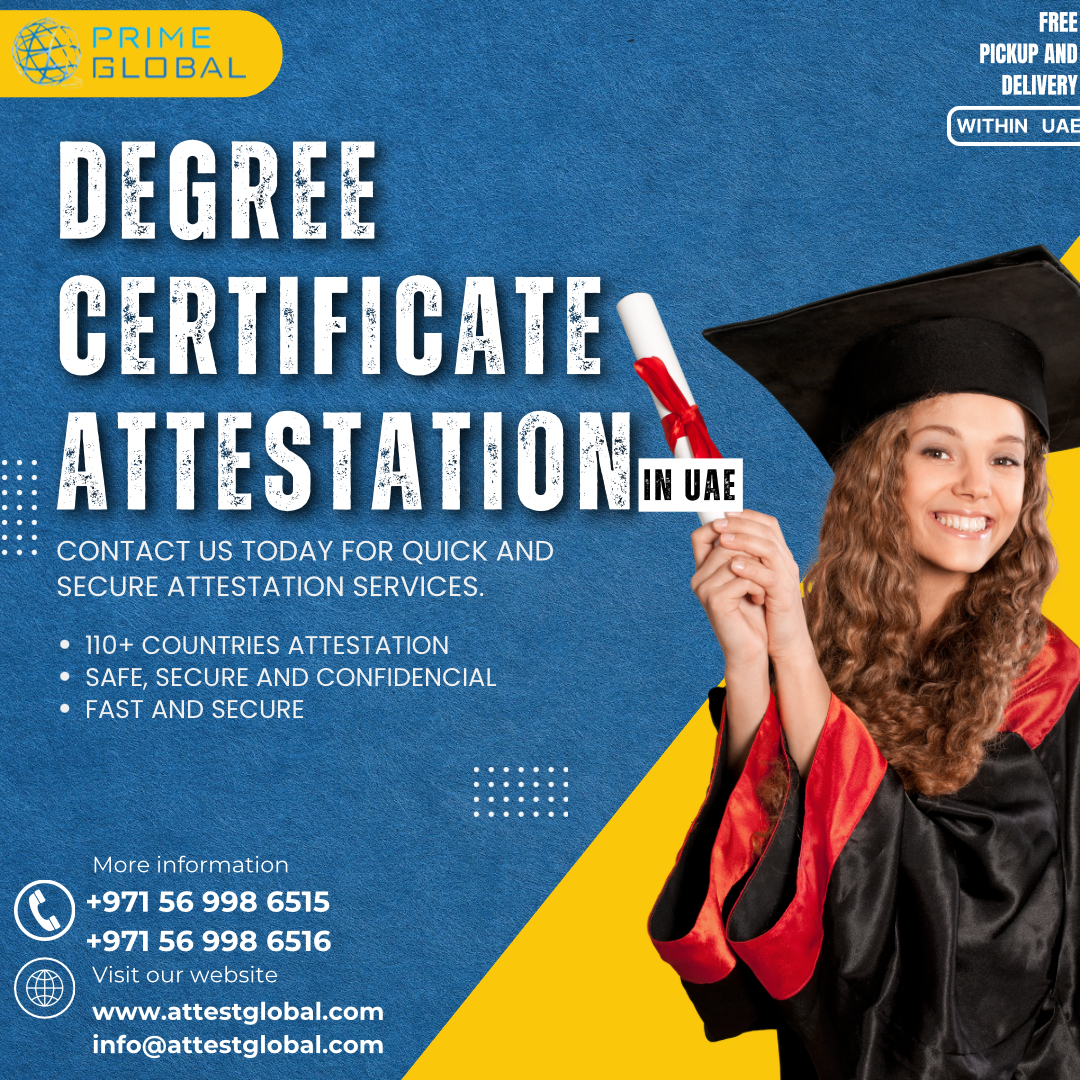 PRIME
GLOBAL
FREE
PICKUP AND
DELIVERY
WITHIN UAE
DEGREE
CERTIFICATE
ATTESTATION
IN UAE
CONTACT US TODAY FOR QUICK AND
SECURE ATTESTATION SERVICES.
• 110+ COUNTRIES ATTESTATION
• SAFE, SECURE AND CONFIDENCIAL
• FAST AND SECURE
More information
+971 56 998 6515
+971 56 998 6516
Visit our website
www.attestglobal.com
info@attestglobal.com